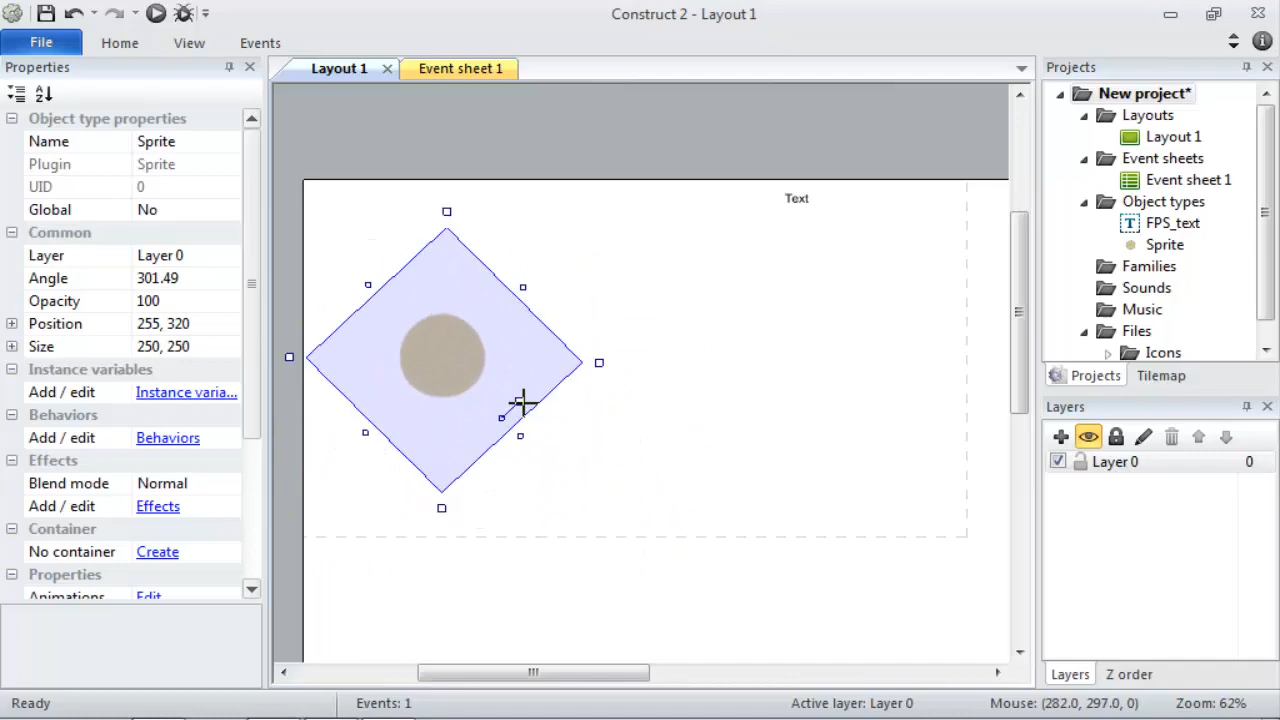 Construct 2 - Layout 1
File Home View Events
Properties
Layout 1 Event sheet 1
Projects
Object type properties
Name Sprite
Plugin Sprite
UID 0
Global No
Common
Layer Layer 0
Angle 301.49
Opacity 100
Position 255, 320
Size 250, 250
Instance variables
Add / edit Instance varia...
Behaviors
Add / edit Behaviors
Effects
Blend mode Normal
Add / edit Effects
Container
No container Create
Properties
Animations Edit
Text
New project*
Layouts
Layout 1
Event sheets
Event sheet 1
Object types
FPS_text
Sprite
Families
Sounds
Music
Files
Icons
Projects Tilemap
Layers
Layer 0 0
Layers Z order
Ready Events: 1 Active layer: Layer 0 Mouse: (282.0, 297.0, 0) Zoom: 62%